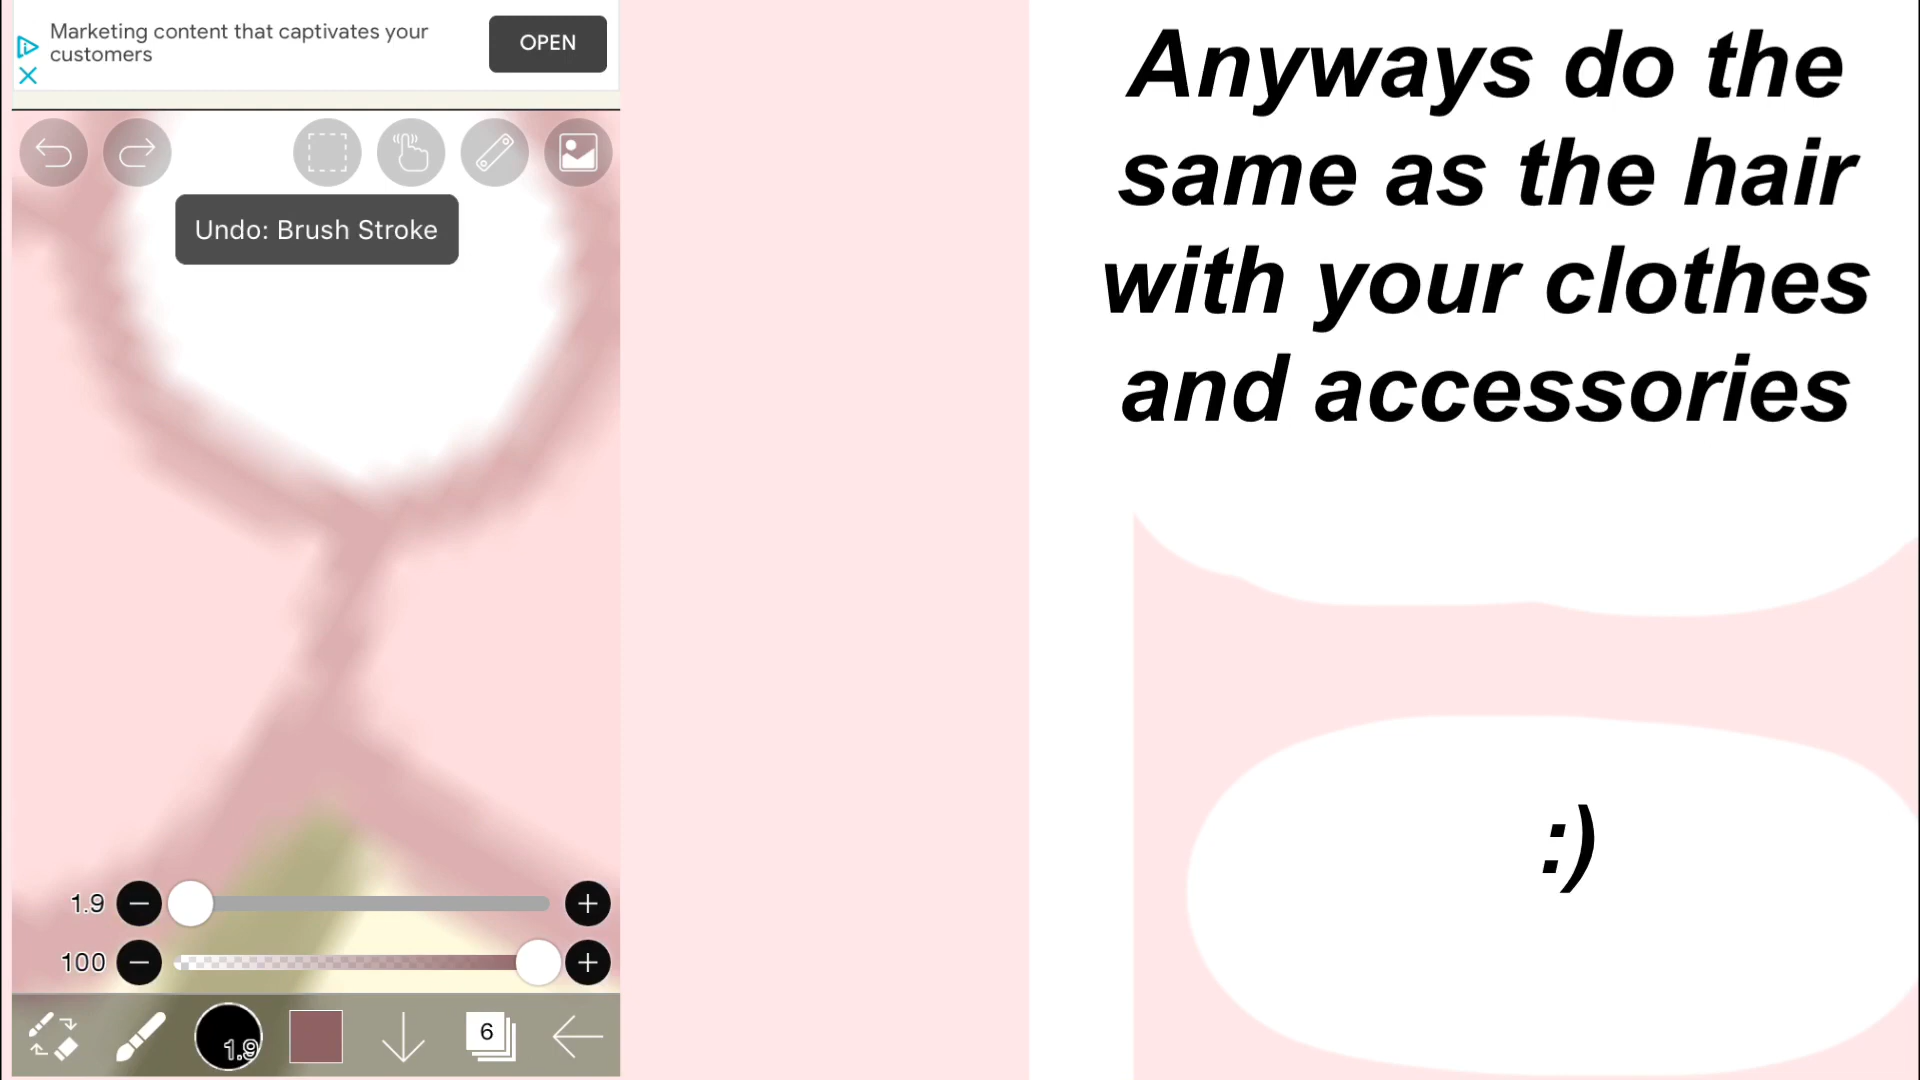 Marketing content that captivates your
customers
OPEN
Undo: Brush Stroke
1.9
100
1.9
6
Anyways do the
same as the hair
with your clothes
and accessories
:)